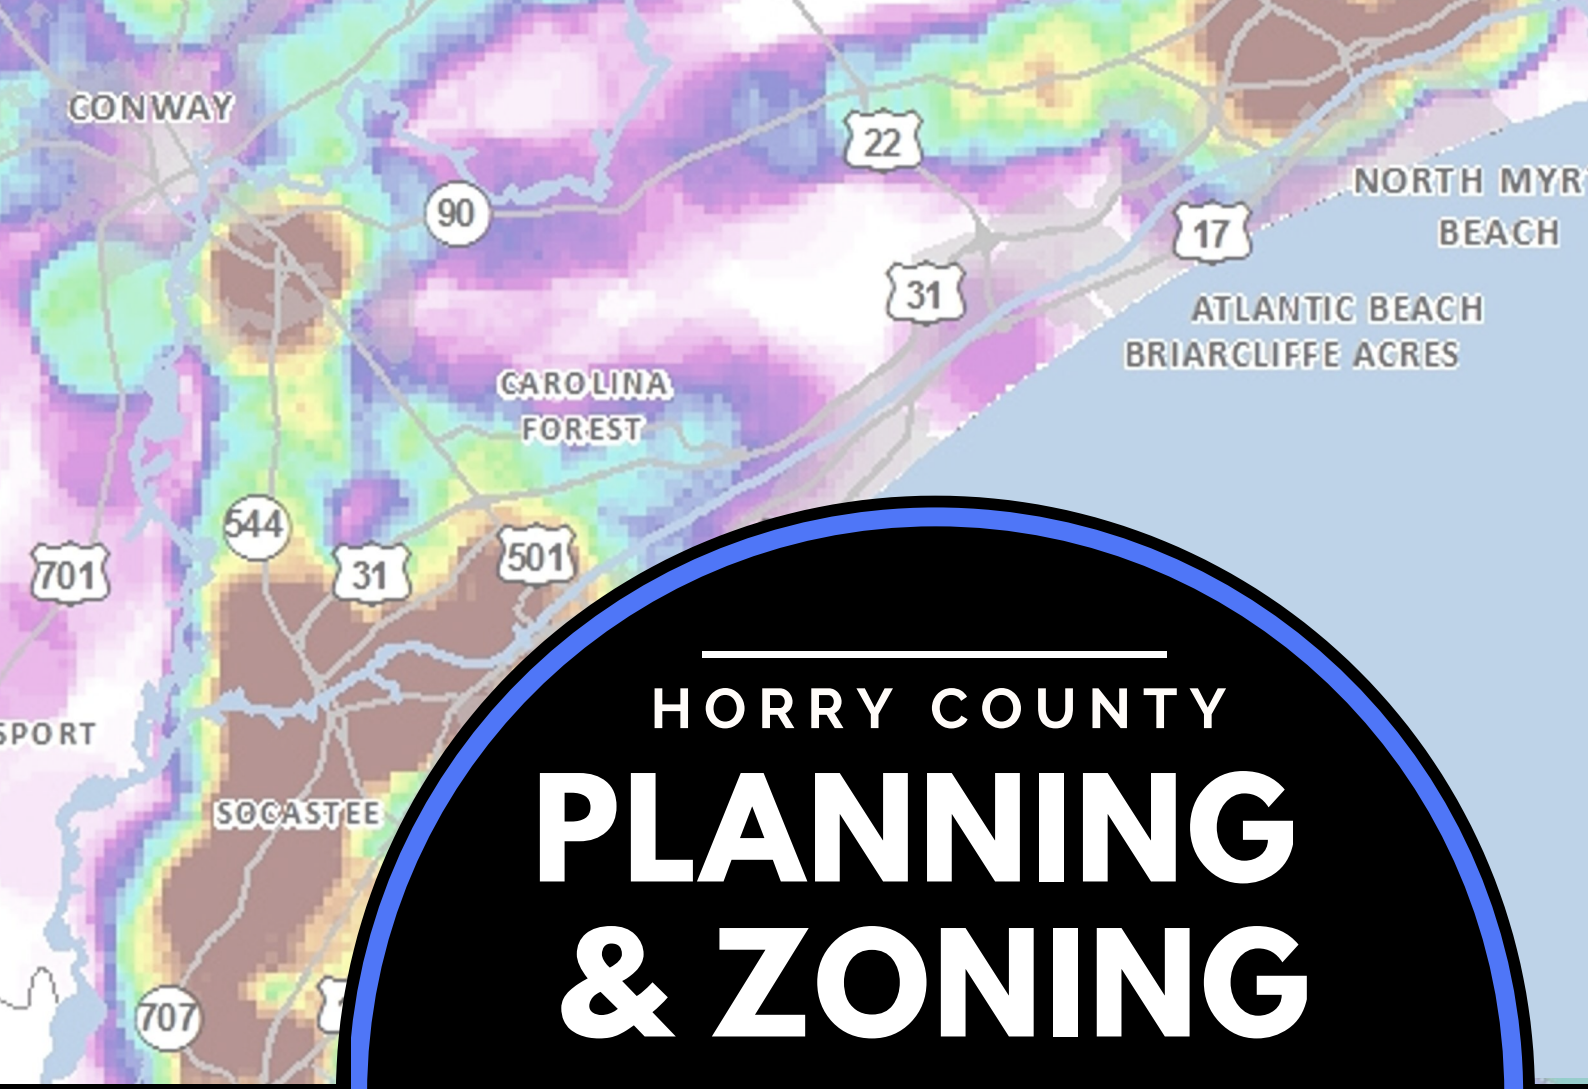 CONWAY
22
90
NORTH MYR
BEACH
17
31
ATLANTIC BEACH
BRIARCLIFFE ACRES
CAROLINA
FOREST
544
501
701
31
SPORT
SOCASTEE
707
HORRY COUNTY
PLANNING
& ZONING